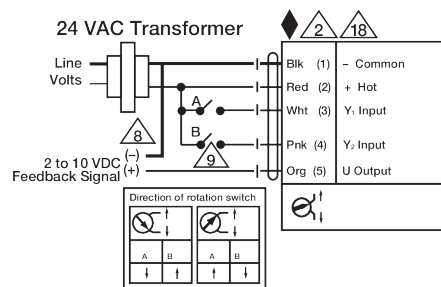 24 VAC Transformer
2
18
Line
Volts
Blk (1) – Common
Red (2) + Hot
A
Wht (3) Y1 Input
B
Pnk (4) Y2 Input
8
9
(–)
2 to 10 VDC
Feedback Signal (+)
Org (5) U Output
Direction of rotation switch
A B A B